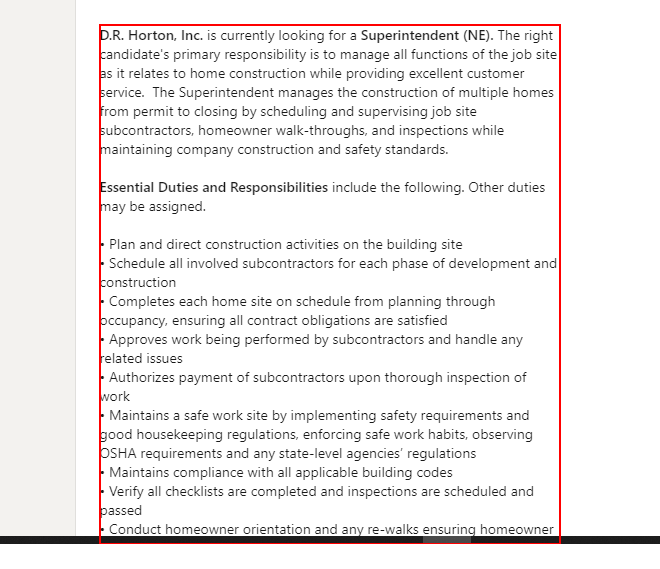 D.R. Horton, Inc. is currently looking for a Superintendent (NE). The right
candidate's primary responsibility is to manage all functions of the job site
as it relates to home construction while providing excellent customer
service.  The Superintendent manages the construction of multiple homes
from permit to closing by scheduling and supervising job site
subcontractors, homeowner walk-throughs, and inspections while
maintaining company construction and safety standards.
Essential Duties and Responsibilities include the following. Other duties
may be assigned.
• Plan and direct construction activities on the building site
• Schedule all involved subcontractors for each phase of development and
construction
• Completes each home site on schedule from planning through
occupancy, ensuring all contract obligations are satisfied
• Approves work being performed by subcontractors and handle any
related issues
• Authorizes payment of subcontractors upon thorough inspection of
work
• Maintains a safe work site by implementing safety requirements and
good housekeeping regulations, enforcing safe work habits, observing
OSHA requirements and any state-level agencies’ regulations
• Maintains compliance with all applicable building codes
• Verify all checklists are completed and inspections are scheduled and
passed
• Conduct homeowner orientation and any re-walks ensuring homeowner